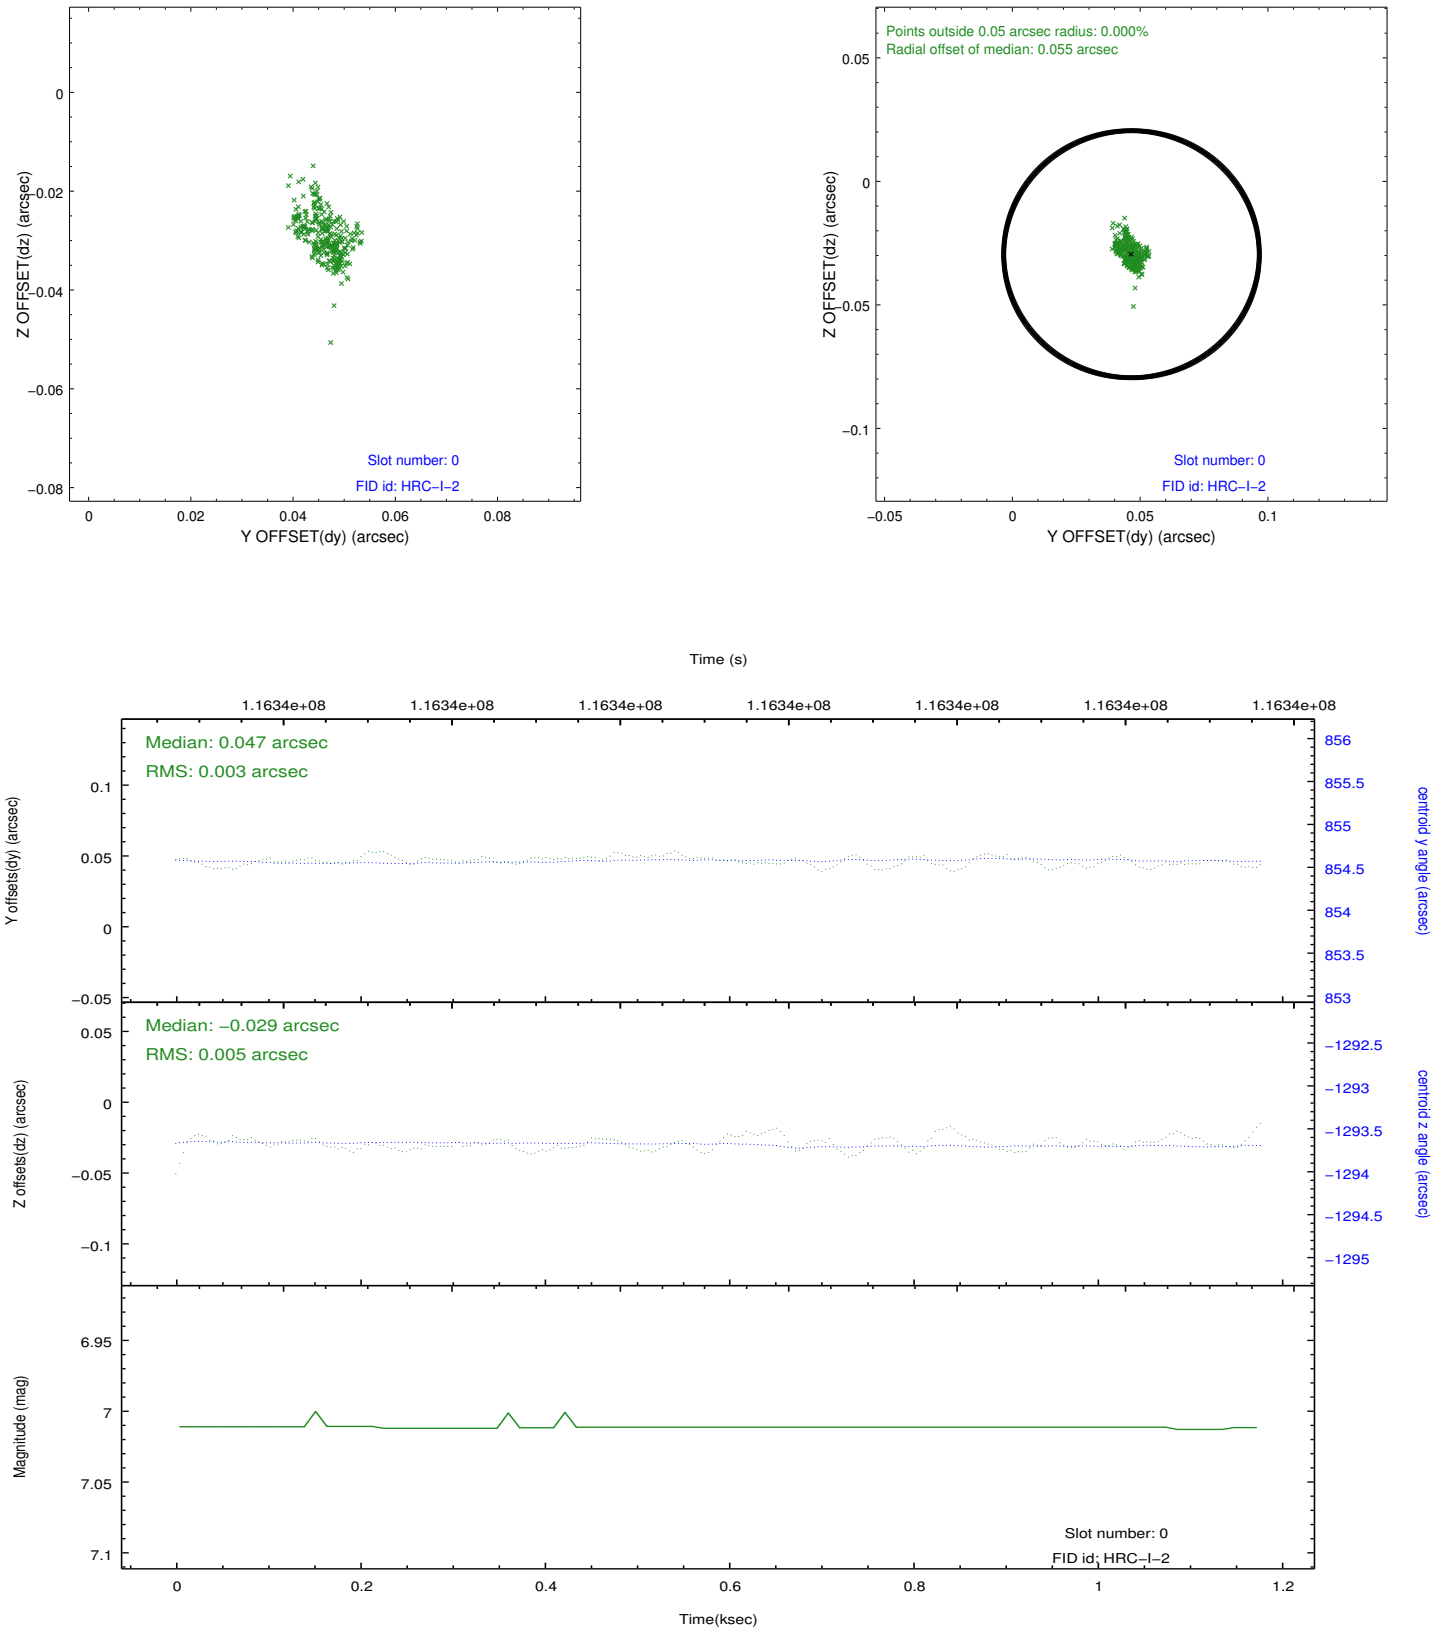 0
−0.02
−0.04
−0.06
−0.08
Z OFFSET(dz) (arcsec)
Slot number: 0
FID id: HRC−I−2
0 0.02 0.04 0.06 0.08
Y OFFSET(dy) (arcsec)
Points outside 0.05 arcsec radius: 0.000%
Radial offset of median: 0.055 arcsec
0.05
0
−0.05
−0.1
Z OFFSET(dz) (arcsec)
Slot number: 0
FID id: HRC−I−2
−0.05 0 0.05 0.1
Y OFFSET(dy) (arcsec)
Time (s)
1.1634e+08 1.1634e+08 1.1634e+08 1.1634e+08 1.1634e+08 1.1634e+08 1.1634e+08
Median: 0.047 arcsec
RMS: 0.003 arcsec
0.1
0.05
0
−0.05
Y offsets(dy) (arcsec)
856
855.5
855
854.5
854
853.5
853
centroid y angle (arcsec)
Median: −0.029 arcsec
RMS: 0.005 arcsec
0.05
0
−0.05
−0.1
Z offsets(dz) (arcsec)
−1292.5
−1293
−1293.5
−1294
−1294.5
−1295
centroid z angle (arcsec)
6.95
7
7.05
7.1
Magnitude (mag)
Slot number: 0
FID id: HRC−I−2
0 0.2 0.4 0.6 0.8 1 1.2
Time(ksec)